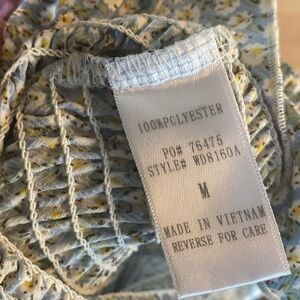 100%POLYESTER
PO# 76475
STYLE# WD8160A
M
MADE IN VIETNAM
REVERSE FOR CARE